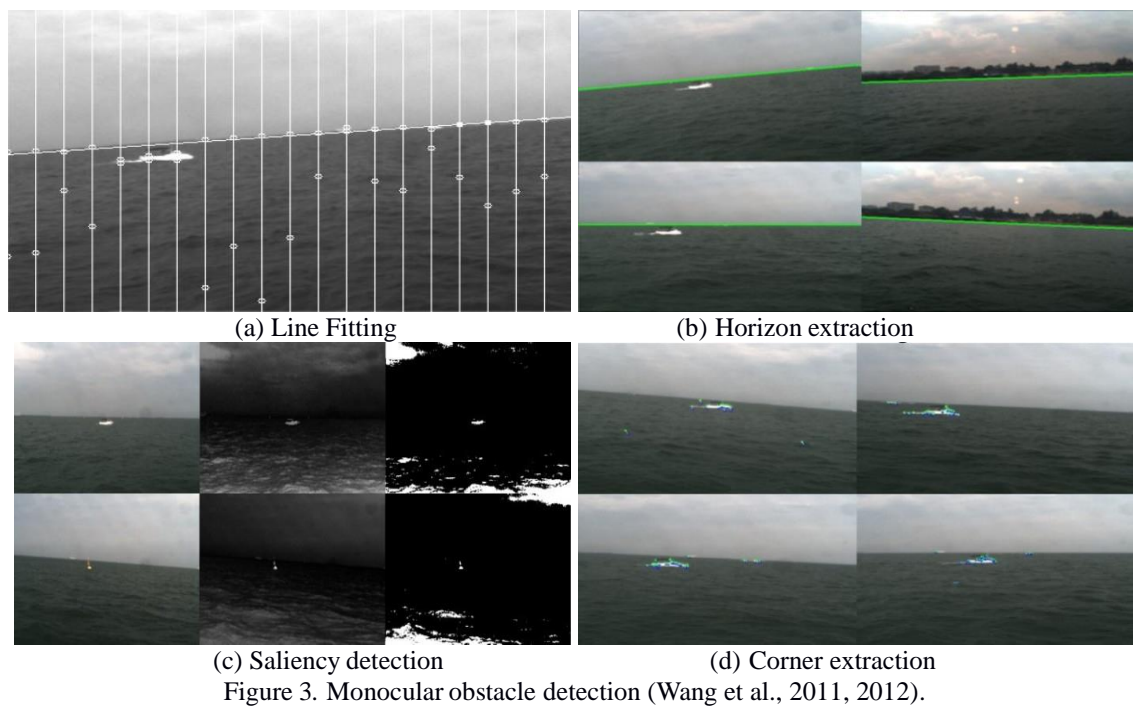 (a) Line Fitting
(b) Horizon extraction
(c) Saliency detection
(d) Corner extraction
Figure 3. Monocular obstacle detection (Wang et al., 2011, 2012).